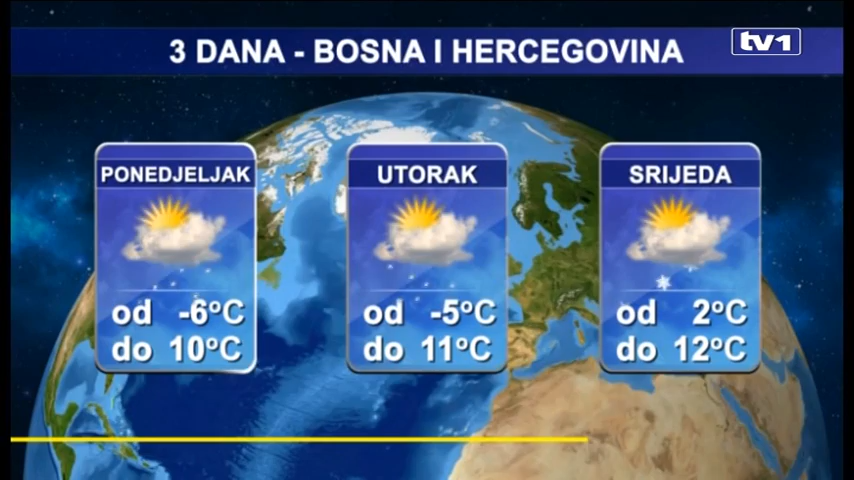 3 DANA - BOSNA I HERCEGOVINA
tv1
PONEDJELJAK
od -6°C
do 10°C
UTORAK
od -5°C
do 11°C
SRIJEDA
od 2°C
do 12°C